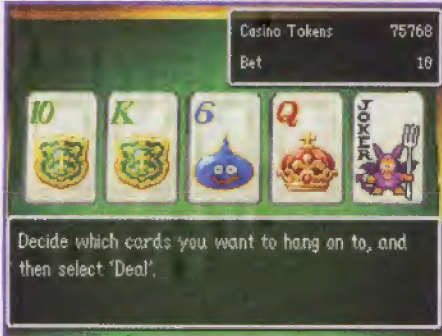 Casino Tokens 75768
Bet 10
10 K 6 Q JOKER
Decide which cards you want to hang on to, and
then select 'Deal'.